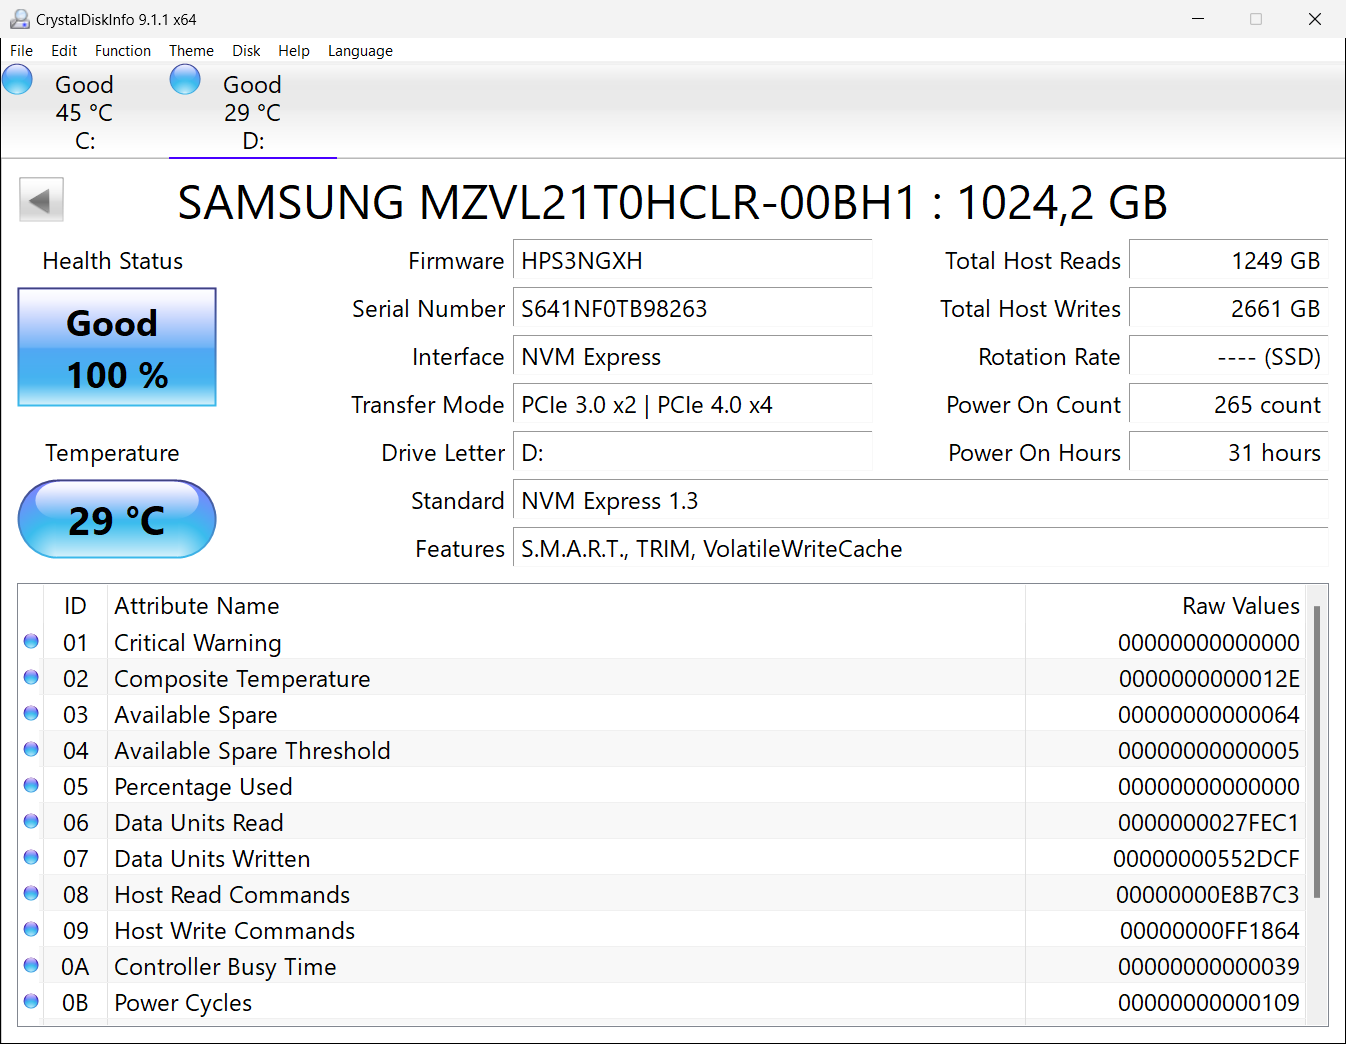 CrystalDiskInfo 9.1.1 x64
File Edit Function Theme Disk Help Language
Good
45 °C
C:
Good
29 °C
D:
SAMSUNG MZVL21T0HCLR-00BH1 : 1024,2 GB
Health Status
Good
100 %
Temperature
29 °C
Firmware HPS3NGXH
Serial Number S641NF0TB98263
Interface NVM Express
Transfer Mode PCIe 3.0 x2 | PCIe 4.0 x4
Drive Letter D:
Standard NVM Express 1.3
Features S.M.A.R.T., TRIM, VolatileWriteCache
Total Host Reads 1249 GB
Total Host Writes 2661 GB
Rotation Rate ---- (SSD)
Power On Count 265 count
Power On Hours 31 hours
ID Attribute Name Raw Values
01 Critical Warning 00000000000000
02 Composite Temperature 0000000000012E
03 Available Spare 00000000000064
04 Available Spare Threshold 00000000000005
05 Percentage Used 00000000000000
06 Data Units Read 0000000027FEC1
07 Data Units Written 00000000552DCF
08 Host Read Commands 00000000E8B7C3
09 Host Write Commands 00000000FF1864
0A Controller Busy Time 00000000000039
0B Power Cycles 00000000000109